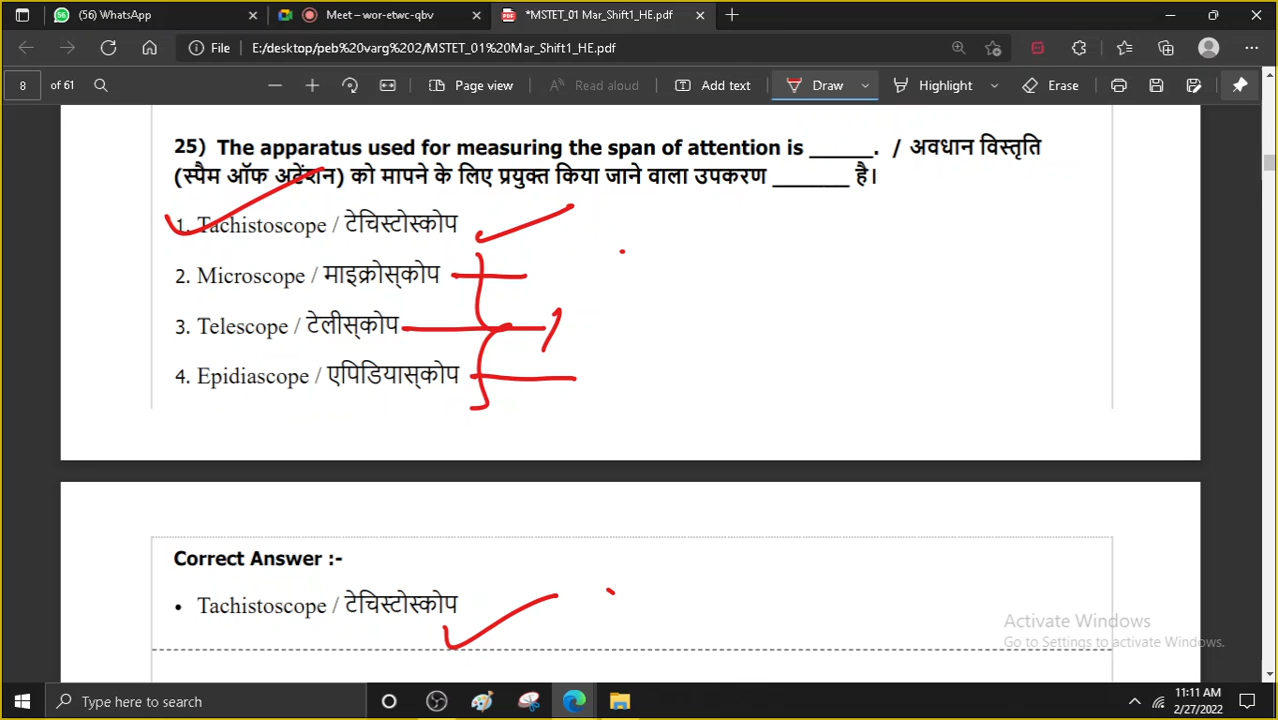 (56) WhatsApp
Meet – wor-etwc-qbv
*MSTET_01 Mar_Shift1_HE.pdf
File
E:/desktop/peb%20varg%202/MSTET_01%20Mar_Shift1_HE.pdf
8 of 61
Page view
Read aloud
Add text
Draw
Highlight
Erase
25) The apparatus used for measuring the span of attention is _____. / अवधान विस्तृति
(स्पैम ऑफ अटेंशन) को मापने के लिए प्रयुक्त किया जाने वाला उपकरण _______ है।
1. Tachistoscope / टेचिस्टोस्कोप
2. Microscope / माइक्रोस्कोप
3. Telescope / टेलीस्कोप
4. Epidiascope / एपिडियास्कोप
Correct Answer :-
• Tachistoscope / टेचिस्टोस्कोप
Activate Windows
Go to Settings to activate Windows.
Type here to search
11:11 AM
2/27/2022